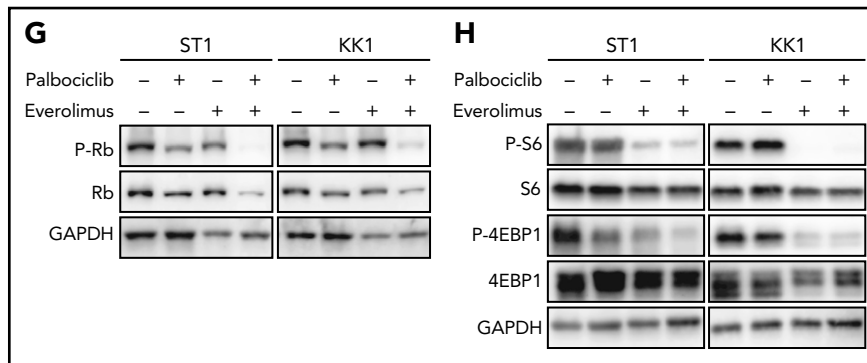 G
ST1 KK1
Palbociclib – + – + – + – +
Everolimus – – + + – – + +
P-Rb
Rb
GAPDH
H
ST1 KK1
Palbociclib – + – + – + – +
Everolimus – – + + – – + +
P-S6
S6
P-4EBP1
4EBP1
GAPDH